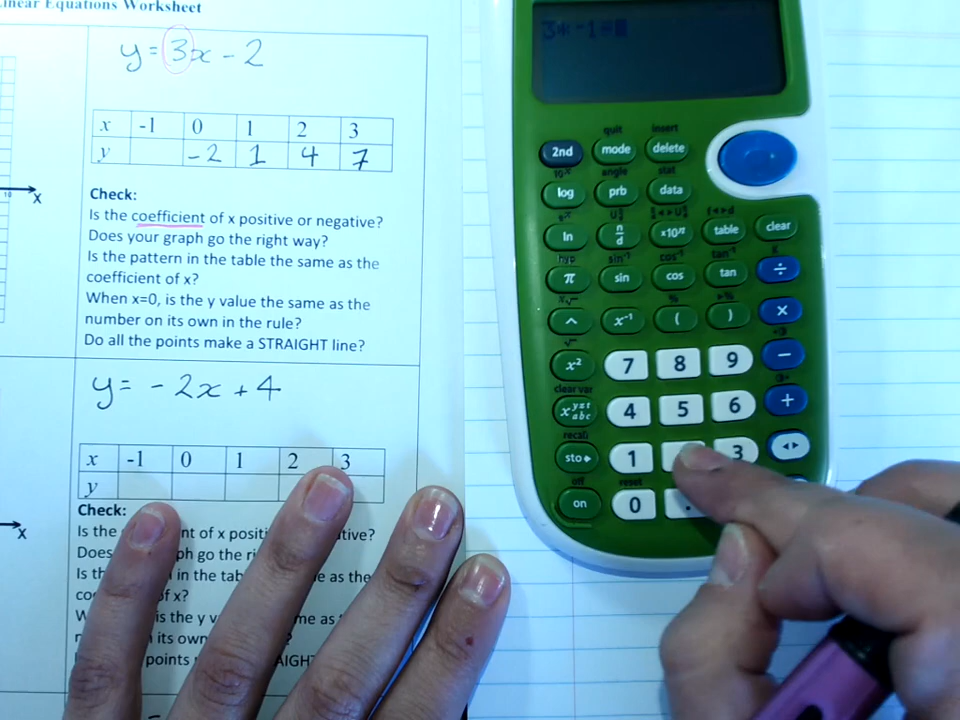 inear Equations Worksheet
y = 3x - 2
x -1 0 1 2 3
y -2 1 4 7
Check:
Is the coefficient of x positive or negative?
Does your graph go the right way?
Is the pattern in the table the same as the
coefficient of x?
When x=0, is the y value the same as the
number on its own in the rule?
Do all the points make a STRAIGHT line?
y = - 2x + 4
x -1 0 1 2 3
y
Check:
Is the nt of x positi tive?
Does ph go the ri
Is th in the tab e as the
of x?
W is the y v me as
its own ?
points AIGH
10
X
X
3* -1
quit insert
2nd mode delete
angle stat
log prb data
ln n/d ×10ⁿ table clear
hyp sin⁻¹ cos⁻¹ tan⁻¹ K
π sin cos tan ÷
^ x⁻¹ ( ) ×
x² 7 8 9 −
clear var
x yzt abc 4 5 6 +
recall
sto▸ 1 3 ◂▸
off reset
on 0 .